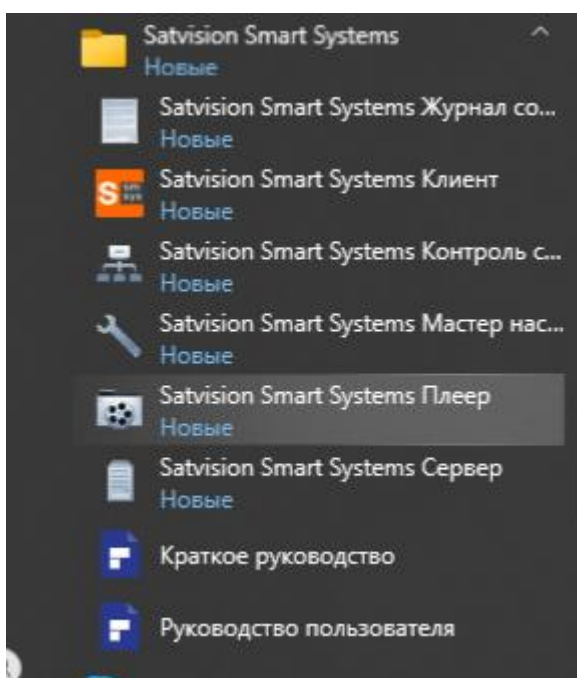 Satvision Smart Systems
Новые
Satvision Smart Systems Журнал со...
Новые
Satvision Smart Systems Клиент
Новые
Satvision Smart Systems Контроль с...
Новые
Satvision Smart Systems Мастер нас...
Новые
Satvision Smart Systems Плеер
Новые
Satvision Smart Systems Сервер
Новые
Краткое руководство
Руководство пользователя